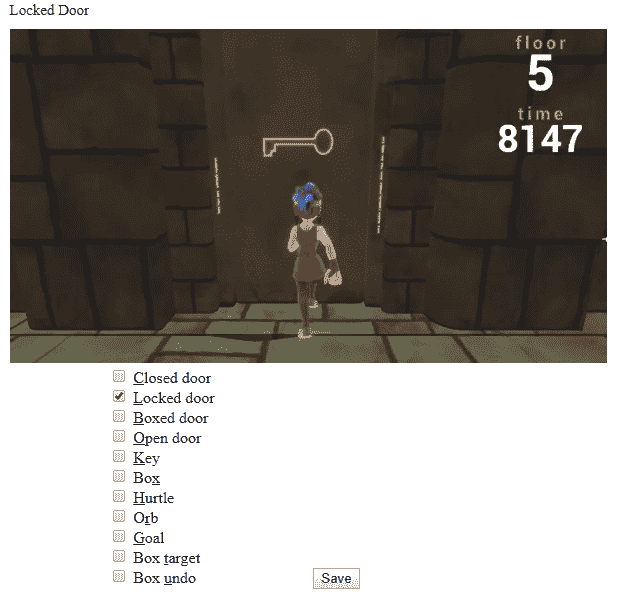 Locked Door
floor
5
time
8147
Closed door
Locked door
Boxed door
Open door
Key
Box
Hurtle
Orb
Goal
Box target
Box undo
Save